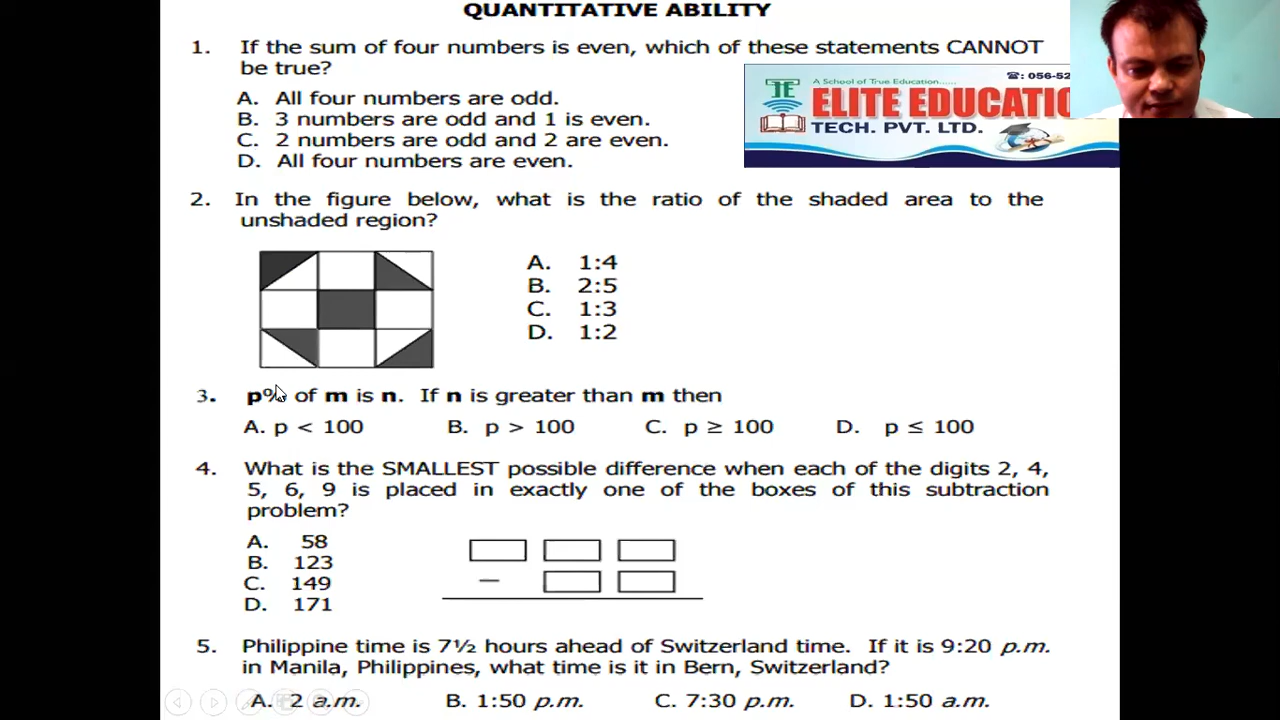 QUANTITATIVE ABILITY
1. If the sum of four numbers is even, which of these statements CANNOT
be true?
A. All four numbers are odd.
B. 3 numbers are odd and 1 is even.
C. 2 numbers are odd and 2 are even.
D. All four numbers are even.
A School of True Education......
☎: 056-52
ELITE EDUCATIO
TECH. PVT. LTD.
2. In the figure below, what is the ratio of the shaded area to the
unshaded region?
A. 1:4
B. 2:5
C. 1:3
D. 1:2
3. p% of m is n. If n is greater than m then
A. p < 100 B. p > 100 C. p ≥ 100 D. p ≤ 100
4. What is the SMALLEST possible difference when each of the digits 2, 4,
5, 6, 9 is placed in exactly one of the boxes of this subtraction
problem?
A. 58
B. 123
C. 149
D. 171
–
5. Philippine time is 7½ hours ahead of Switzerland time. If it is 9:20 p.m.
in Manila, Philippines, what time is it in Bern, Switzerland?
A. 2 a.m. B. 1:50 p.m. C. 7:30 p.m. D. 1:50 a.m.